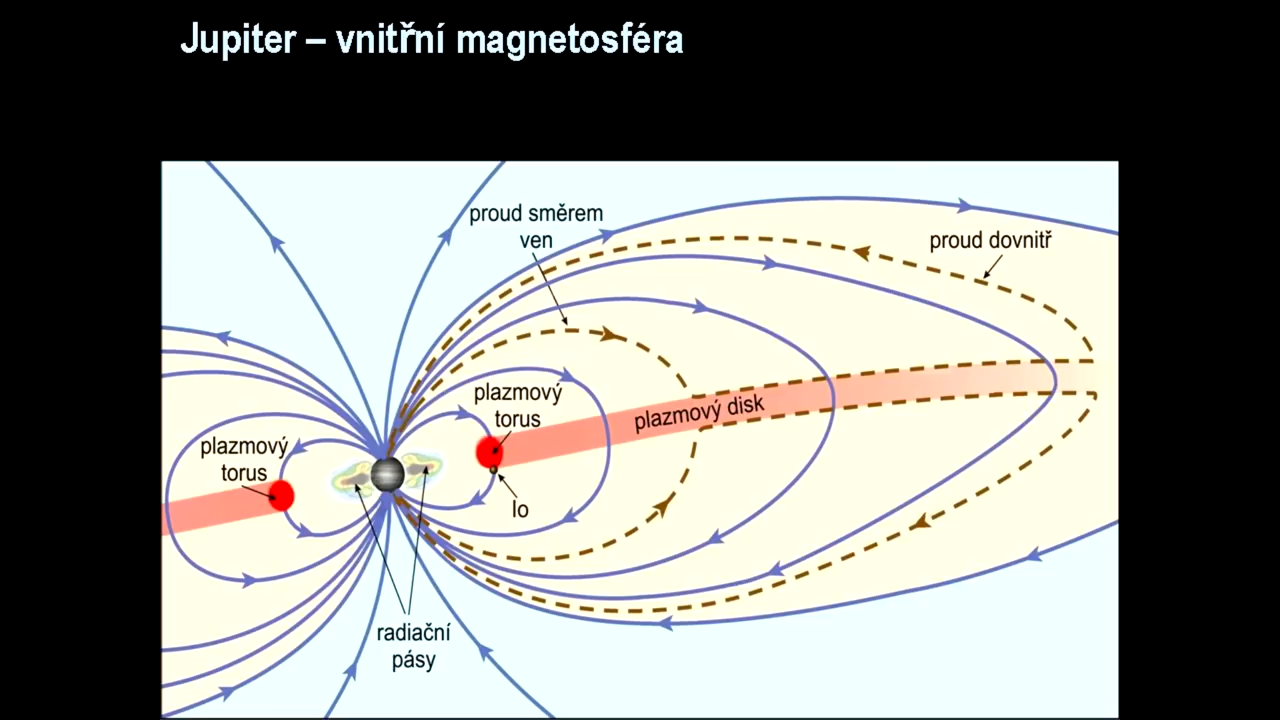 Jupiter – vnitřní magnetosféra
proud směrem
ven
proud dovnitř
plazmový
torus
plazmový disk
plazmový
torus
Io
radiační
pásy